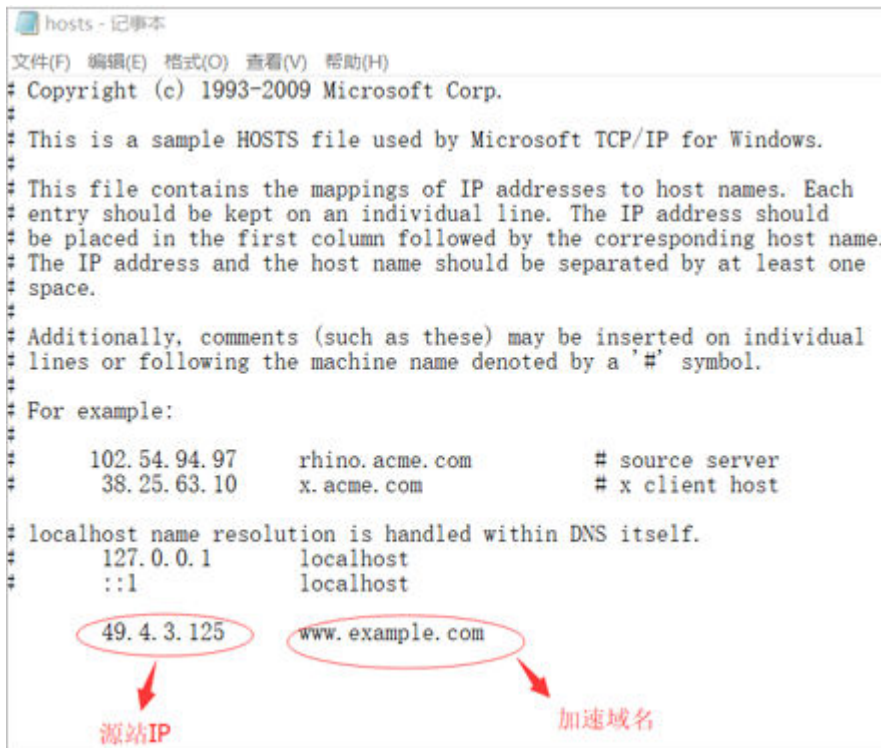 hosts - 记事本
文件(F) 编辑(E) 格式(O) 查看(V) 帮助(H)
# Copyright (c) 1993-2009 Microsoft Corp.
#
# This is a sample HOSTS file used by Microsoft TCP/IP for Windows.
#
# This file contains the mappings of IP addresses to host names. Each
# entry should be kept on an individual line. The IP address should
# be placed in the first column followed by the corresponding host name.
# The IP address and the host name should be separated by at least one
# space.
#
# Additionally, comments (such as these) may be inserted on individual
# lines or following the machine name denoted by a '#' symbol.
#
# For example:
#
# 102.54.94.97 rhino.acme.com # source server
# 38.25.63.10 x.acme.com # x client host
# localhost name resolution is handled within DNS itself.
# 127.0.0.1 localhost
# ::1 localhost
49.4.3.125 www.example.com
源站IP 加速域名